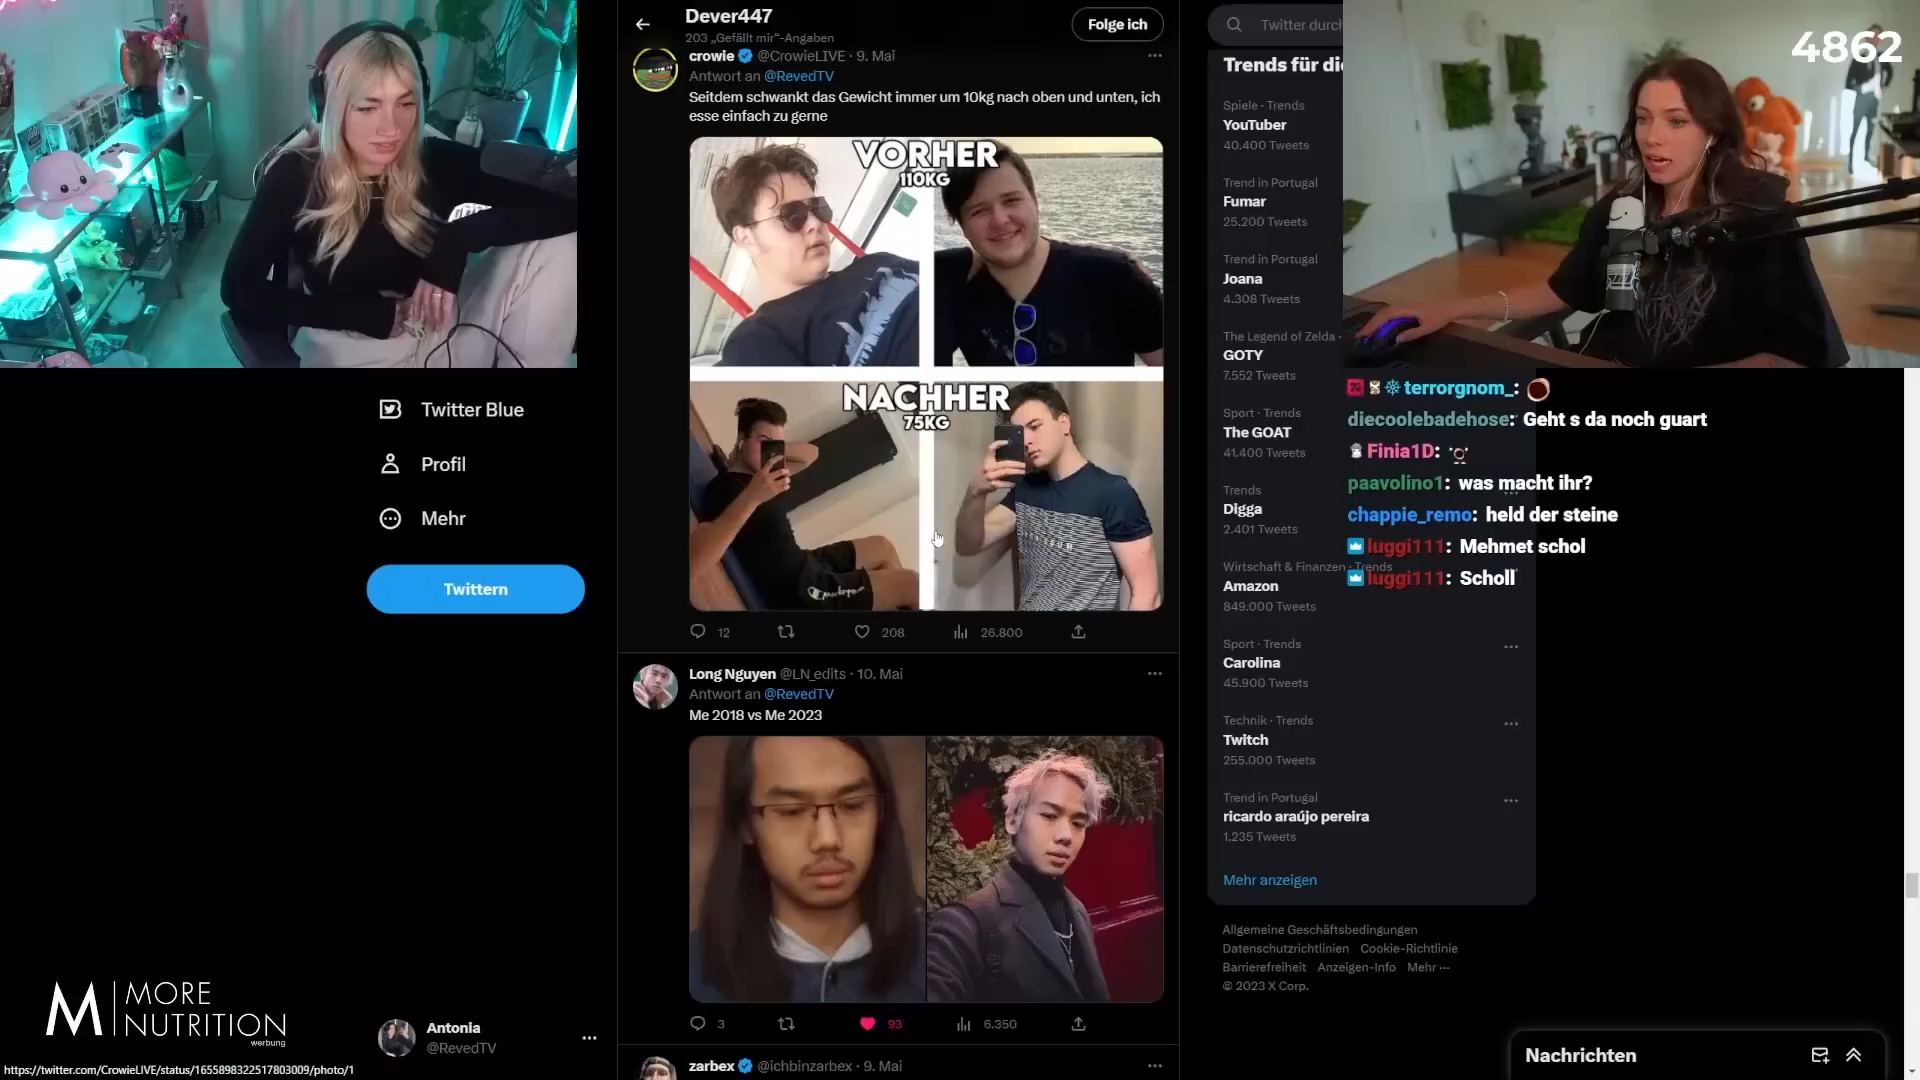 Dever447
203 „Gefällt mir“-Angaben
Folge ich
crowie @CrowieLIVE · 9. Mai
Antwort an @RevedTV
Seitdem schwankt das Gewicht immer um 10kg nach oben und unten, ich
esse einfach zu gerne
VORHER
110KG
NACHHER
75KG
12
208
26.800
Long Nguyen @LN_edits · 10. Mai
Antwort an @RevedTV
Me 2018 vs Me 2023
3
93
6.350
zarbex @ichbinzarbex · 9. Mai
Twitter Blue
Profil
Mehr
Twittern
MORE
NUTRITION
werbung
Antonia
@RevedTV
https://twitter.com/CrowieLIVE/status/1655898322517803009/photo/1
Twitter durch
Trends für die
Spiele · Trends
YouTuber
40.400 Tweets
Trend in Portugal
Fumar
25.200 Tweets
Trend in Portugal
Joana
4.308 Tweets
The Legend of Zelda ·
GOTY
7.552 Tweets
Sport · Trends
The GOAT
41.400 Tweets
Trends
Digga
2.401 Tweets
Wirtschaft & Finanzen · Trends
Amazon
849.000 Tweets
Sport · Trends
Carolina
45.900 Tweets
Technik · Trends
Twitch
255.000 Tweets
Trend in Portugal
ricardo araújo pereira
1.235 Tweets
Mehr anzeigen
Allgemeine Geschäftsbedingungen
Datenschutzrichtlinien Cookie-Richtlinie
Barrierefreiheit Anzeigen-Info Mehr ···
© 2023 X Corp.
4862
terrorgnom_:
diecoolebadehose: Geht s da noch guart
Finia1D:
paavolino1: was macht ihr?
chappie_remo: held der steine
luggi111: Mehmet schol
luggi111: Scholl
Nachrichten